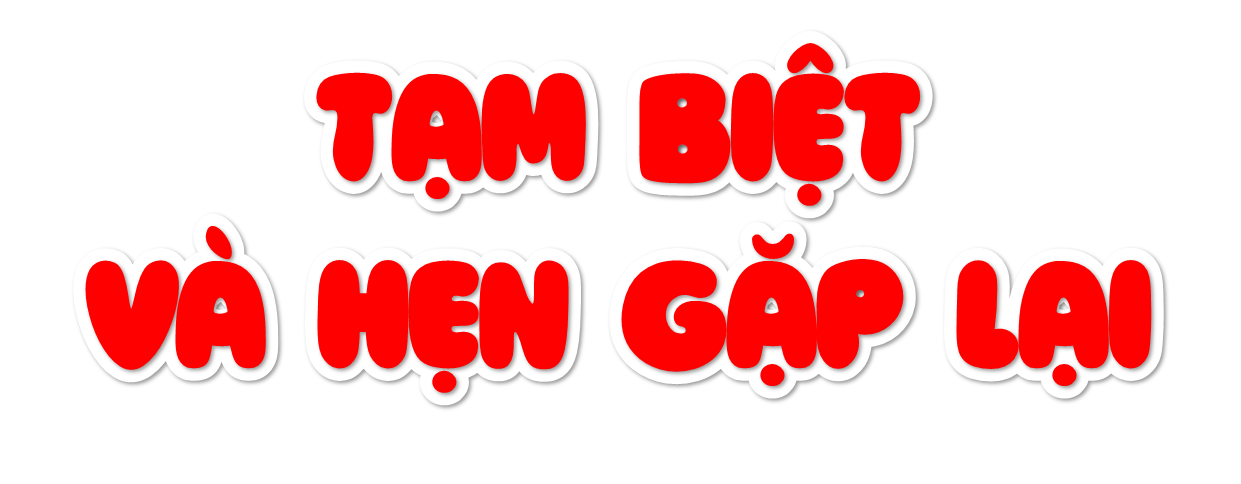 TẠM BIỆT
VÀ HẸN GẶP LẠI